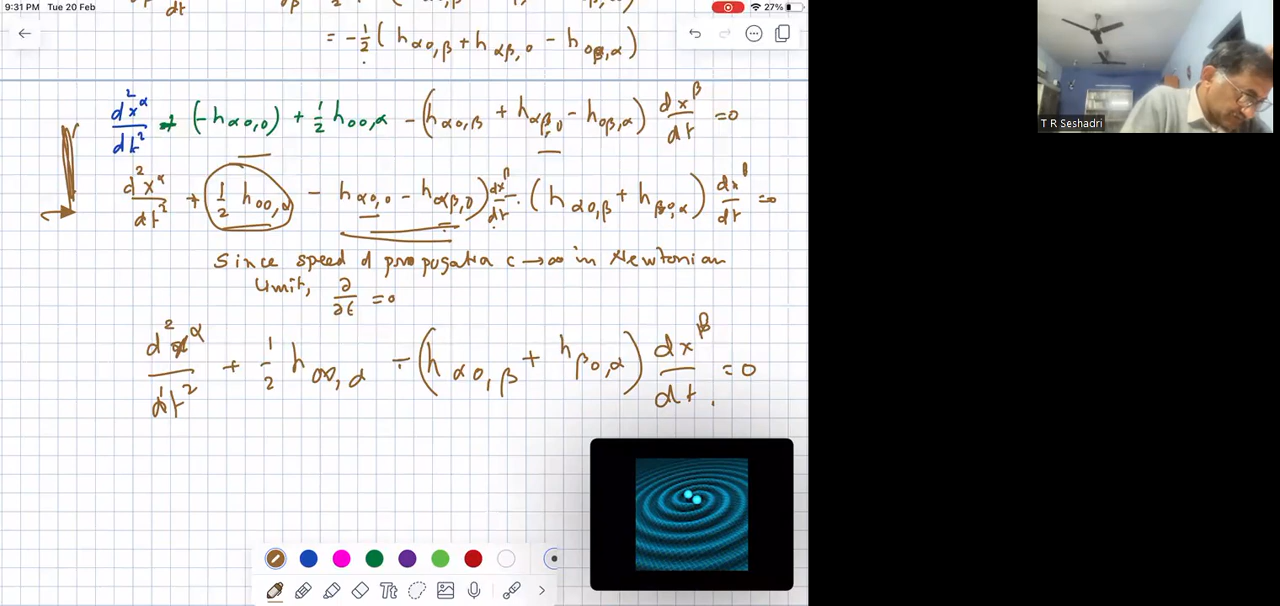 9:31 PM Tue 20 Feb
27%
dt
= -1/2 ( h_{α0,β} + h_{αβ,0} - h_{0β,α} )
d²x^α/dt² + (-h_{α0,0}) + 1/2 h_{00,α} - (h_{α0,β} + h_{αβ,0} - h_{0β,α}) dx^β/dt = 0
d²x^α/dt² + 1/2 h_{00,α} - h_{α0,0} - h_{αβ,0}) dx^β/dt · (h_{α0,β} + h_{β0,α}) dx^β/dt = 0
Since speed of propugatia c → ∞ in Newtonian
limit, ∂/∂t = 0
d²x^α/dt² + 1/2 h_{00,α} - (h_{α0,β} + h_{β0,α}) dx^β/dt = 0
Tt
T R Seshadri